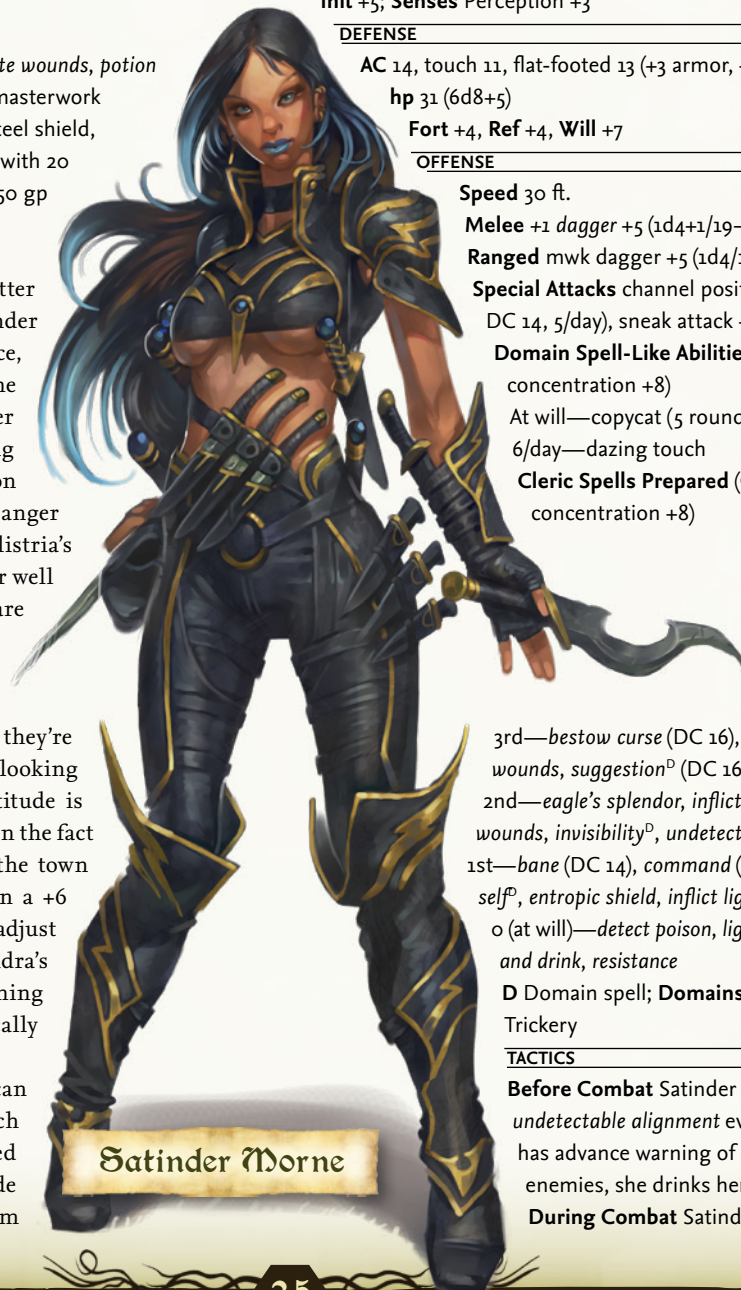 te wounds, potion
masterwork
teel shield,
with 20
50 gp
tter
nder
ce,
ne
er
g
on
anger
listria's
r well
are
they're
looking
titude is
n the fact
the town
n a +6
adjust
dra's
ning
ally
can
ch
ed
de
m
Init +5; Senses Perception +3
DEFENSE
AC 14, touch 11, flat-footed 13 (+3 armor,
hp 31 (6d8+5)
Fort +4, Ref +4, Will +7
OFFENSE
Speed 30 ft.
Melee +1 dagger +5 (1d4+1/19–
Ranged mwk dagger +5 (1d4/1
Special Attacks channel posit
DC 14, 5/day), sneak attack
Domain Spell-Like Abilitie
concentration +8)
At will—copycat (5 round
6/day—dazing touch
Cleric Spells Prepared (
concentration +8)
3rd—bestow curse (DC 16),
wounds, suggestionᴰ (DC 16
2nd—eagle's splendor, inflict
wounds, invisibilityᴰ, undetect
1st—bane (DC 14), command (
selfᴰ, entropic shield, inflict lig
0 (at will)—detect poison, lig
and drink, resistance
D Domain spell; Domains
Trickery
TACTICS
Before Combat Satinder
undetectable alignment ev
has advance warning of
enemies, she drinks her
During Combat Satind
Satinder Morne
25